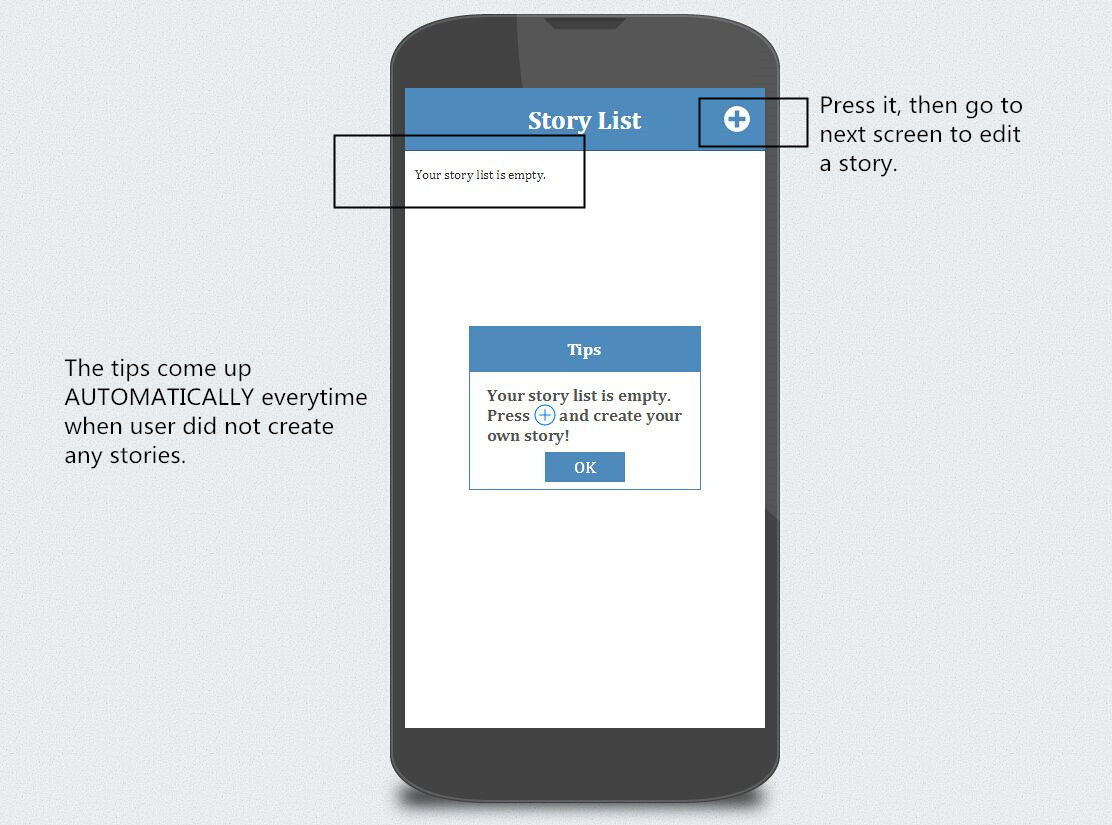 Story List
Press it, then go to
next screen to edit
a story.
Your story list is empty.
The tips come up
AUTOMATICALLY everytime
when user did not create
any stories.
Tips
Your story list is empty.
Press and create your
own story!
OK